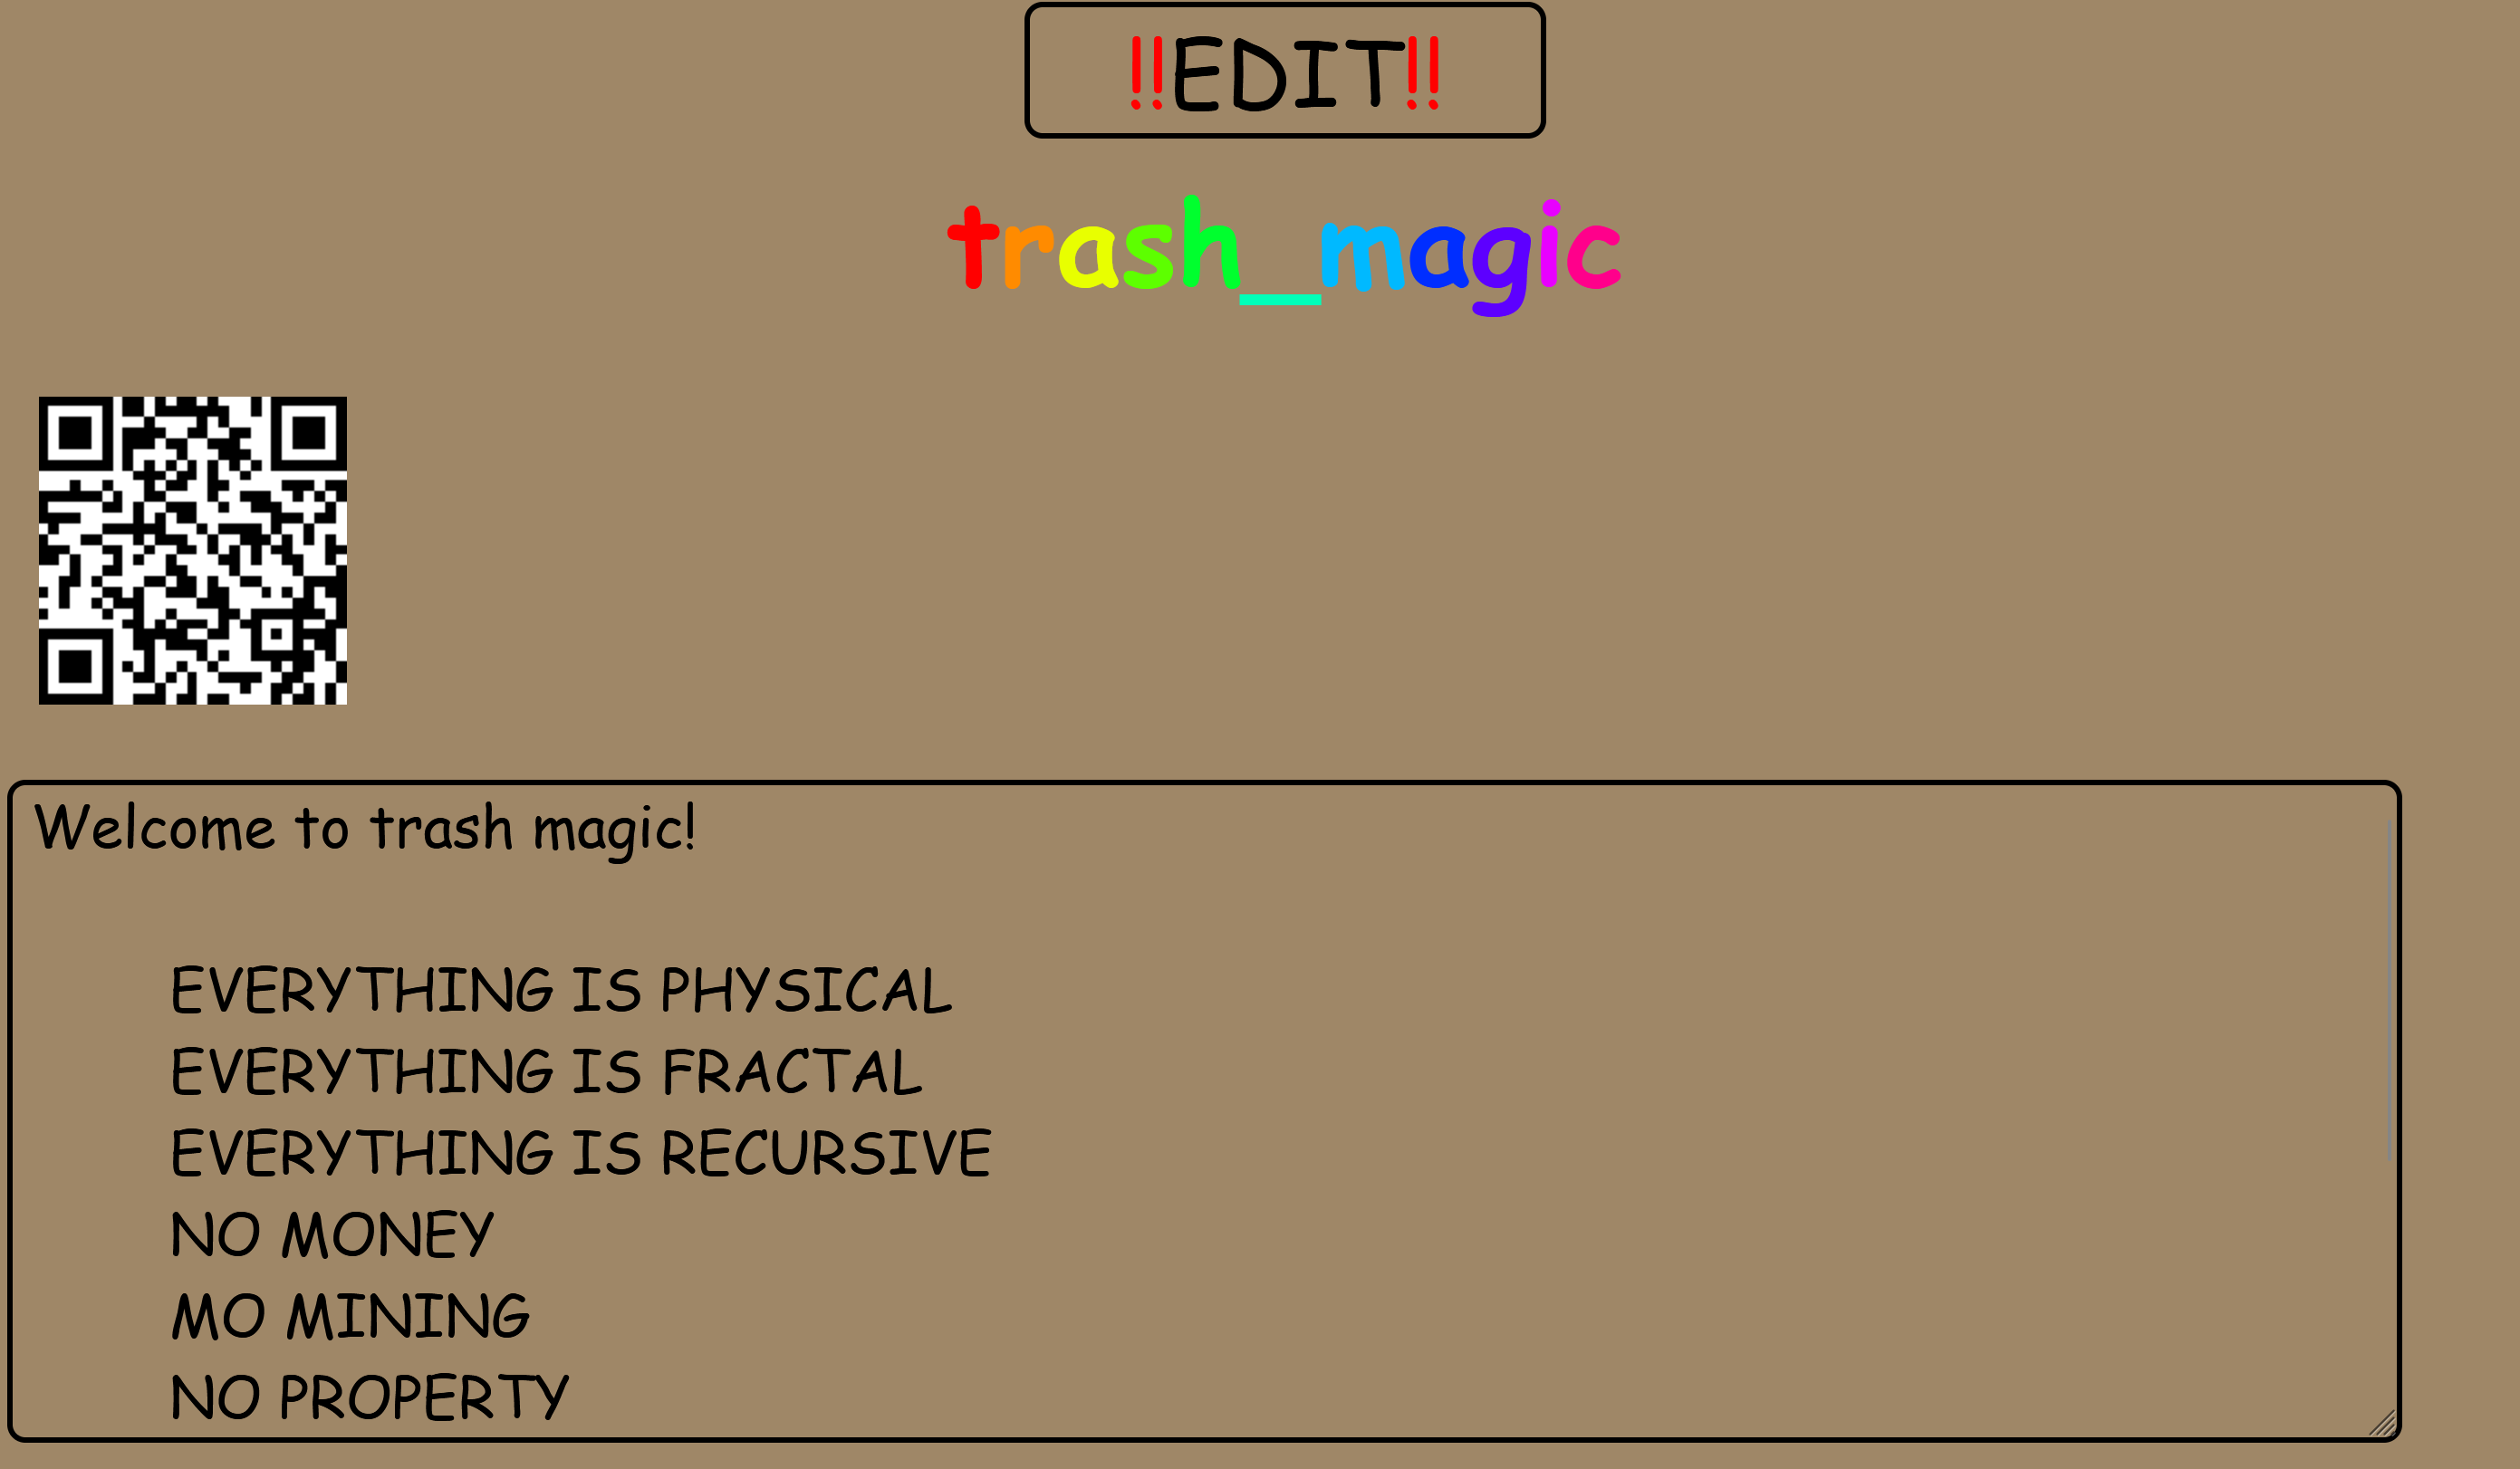 !!EDIT!!
trash_magic
Welcome to trash magic!
EVERYTHING IS PHYSICAL
EVERYTHING IS FRACTAL
EVERYTHING IS RECURSIVE
NO MONEY
MO MINING
NO PROPERTY